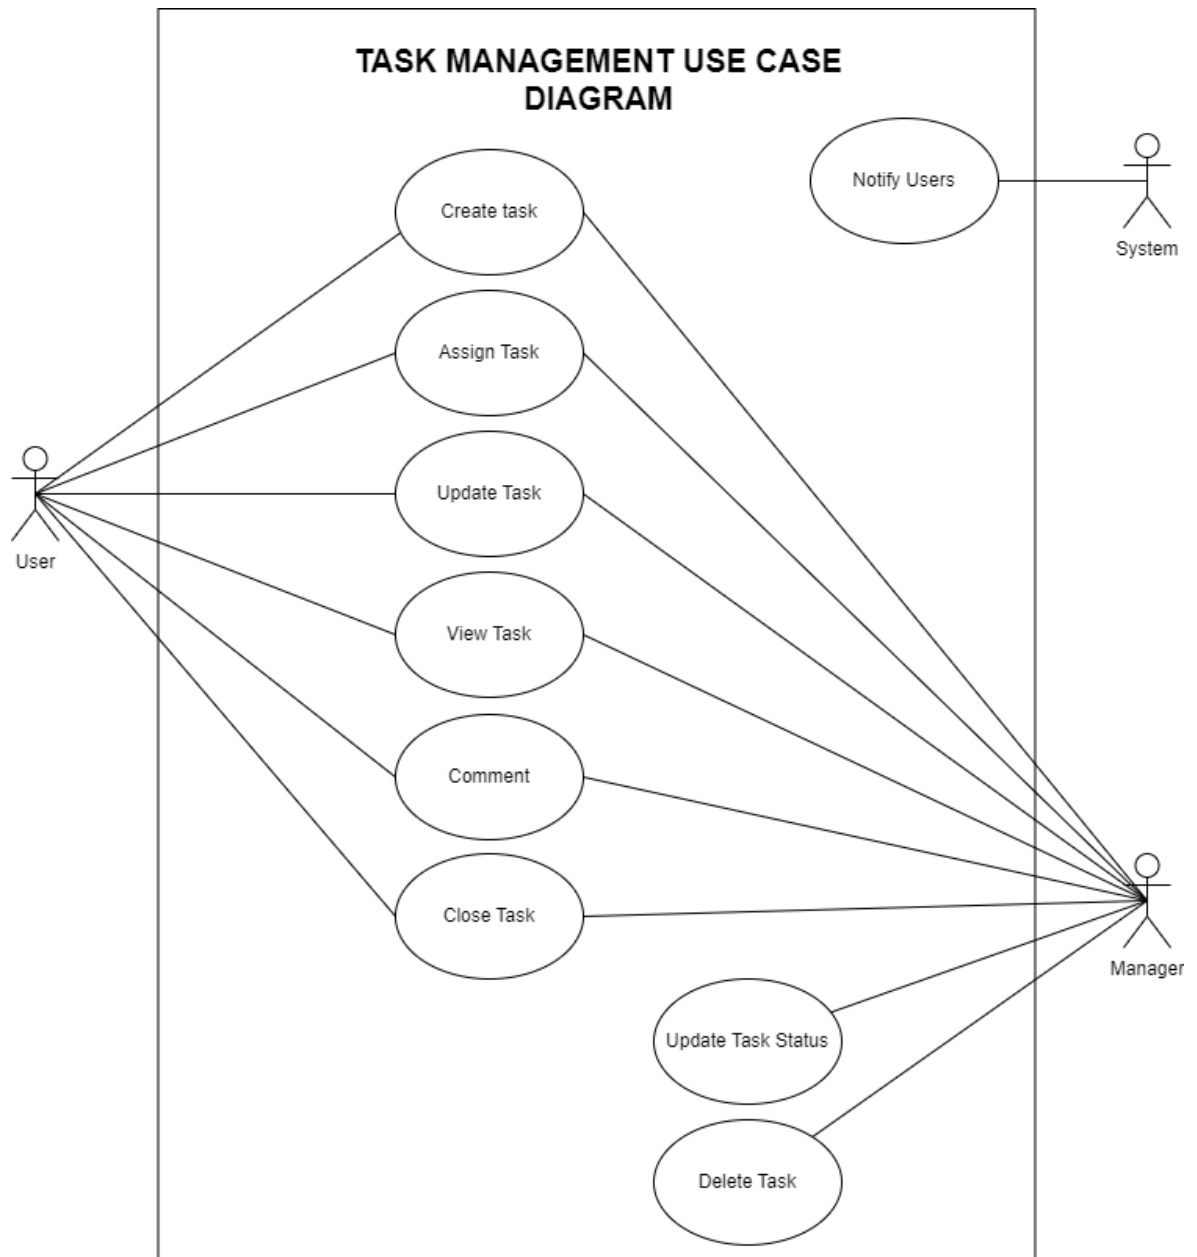 TASK MANAGEMENT USE CASE
DIAGRAM
Notify Users
System
Create task
Assign Task
Update Task
User
View Task
Comment
Close Task
Manager
Update Task Status
Delete Task